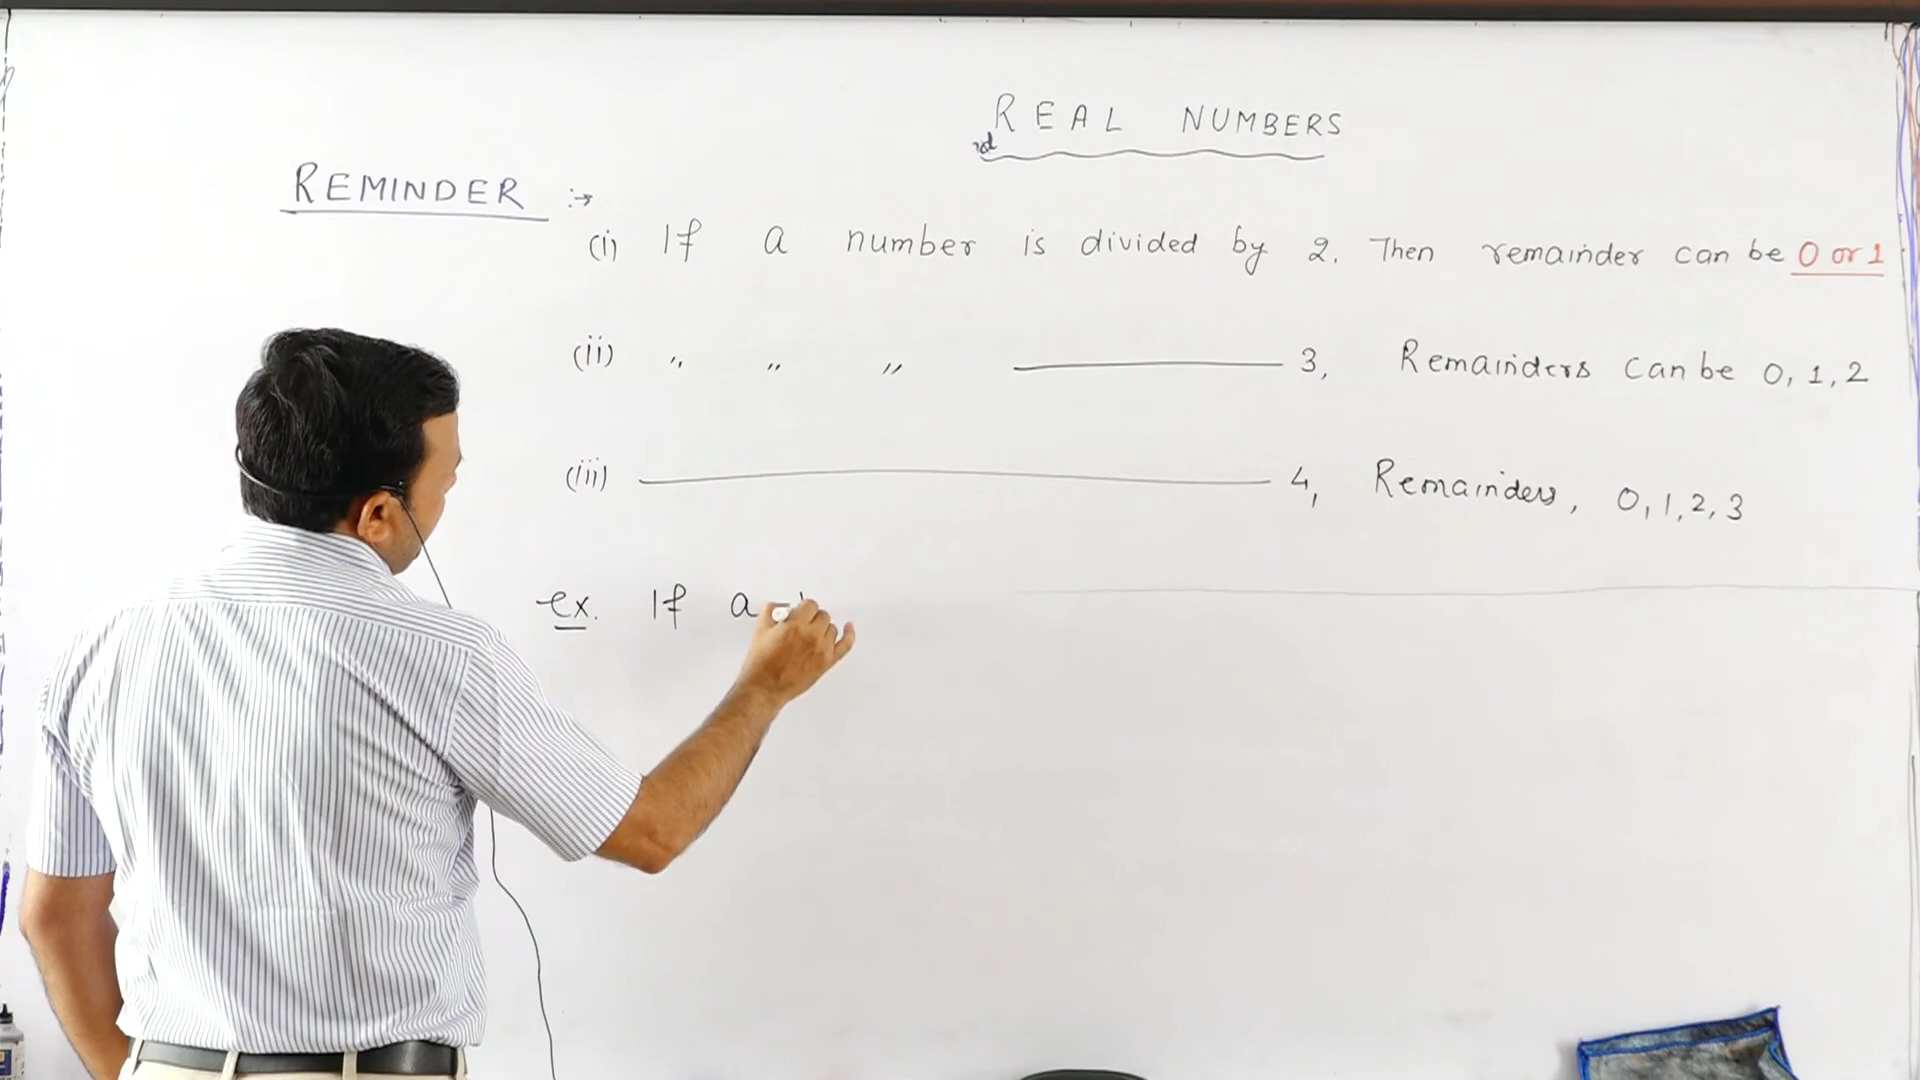 REAL NUMBERS
REMINDER :→
(i) If a number is divided by 2. Then remainder can be 0 or 1
(ii) " " " ———— 3, Remainders can be 0, 1, 2
(iii) ———— 4, Remainders, 0, 1, 2, 3
ex. If a